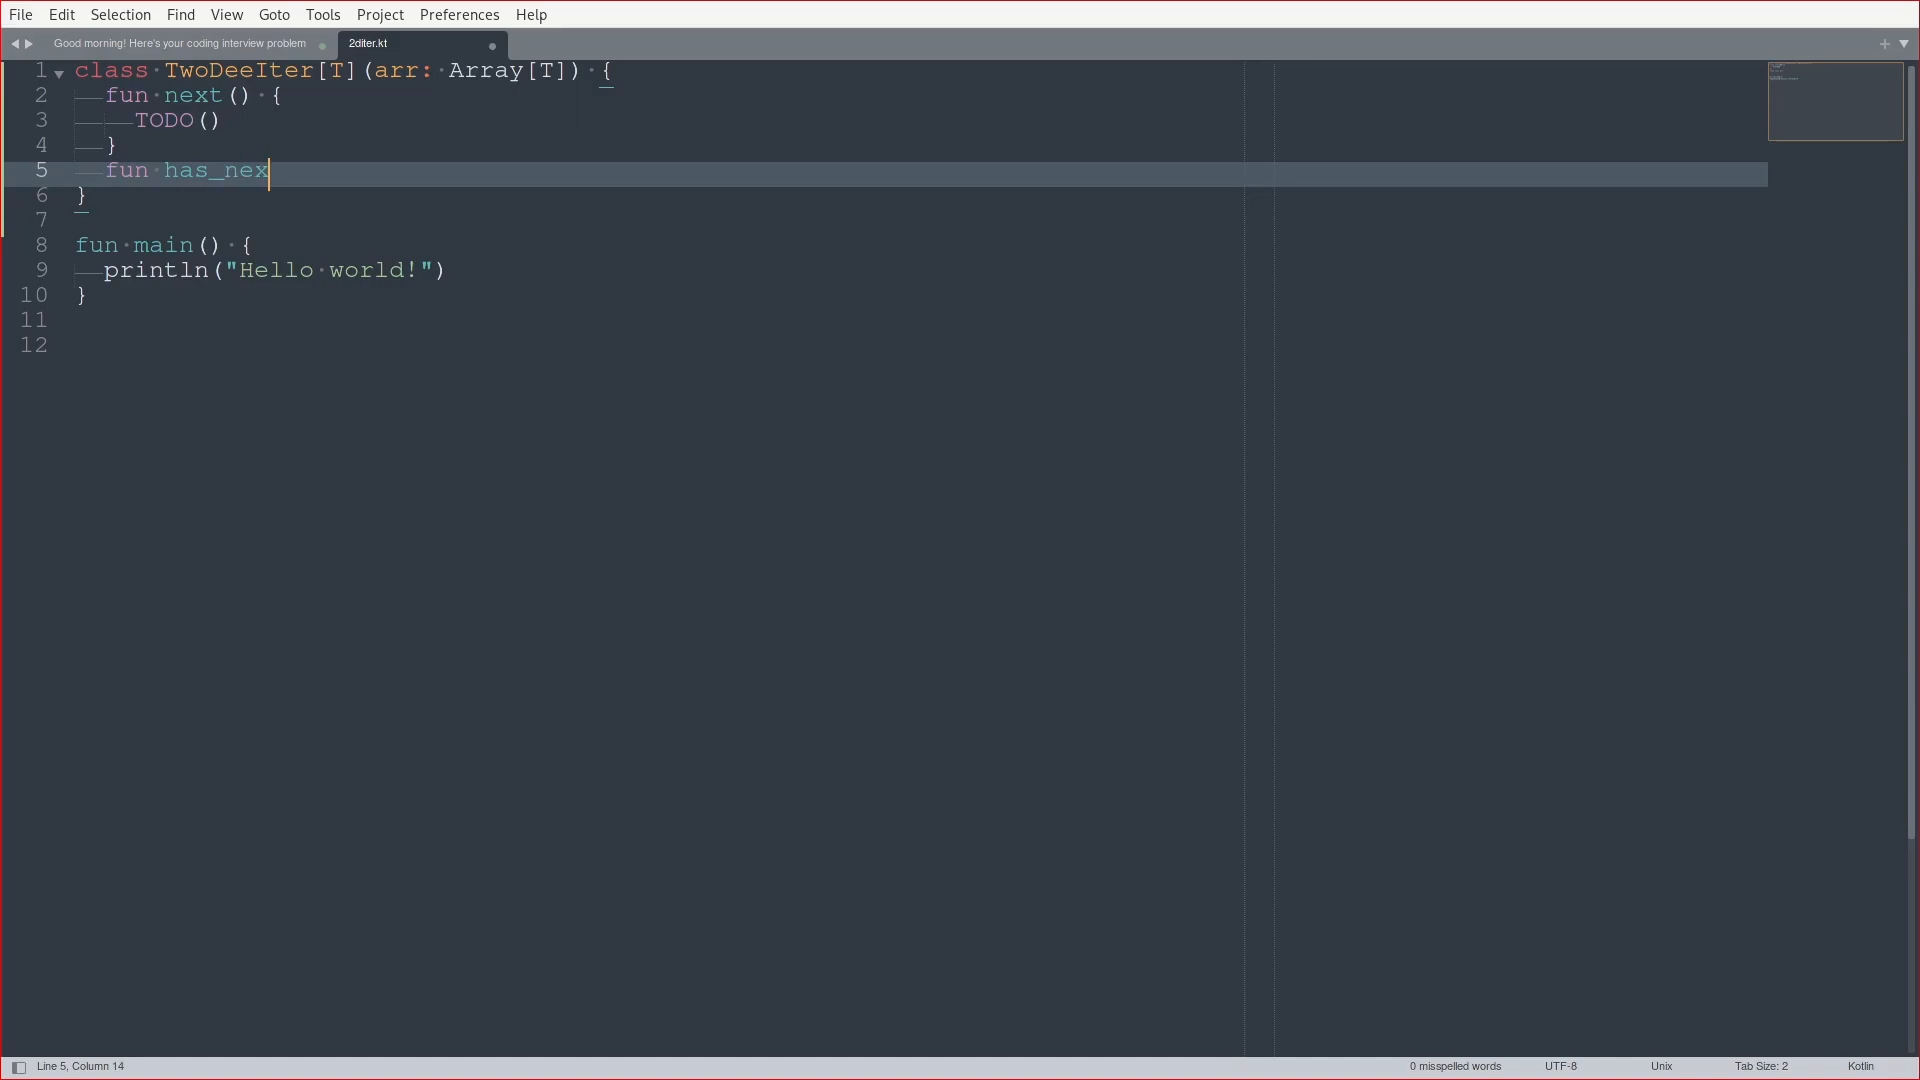 File Edit Selection Find View Goto Tools Project Preferences Help
Good morning! Here's your coding interview problem 2diter.kt
1 class TwoDeeIter[T](arr: Array[T]) {
2 fun next() {
3 TODO()
4 }
5 fun has_nex
6 }
7
8 fun main() {
9 println("Hello world!")
10 }
11
12
Line 5, Column 14 0 misspelled words UTF-8 Unix Tab Size: 2 Kotlin